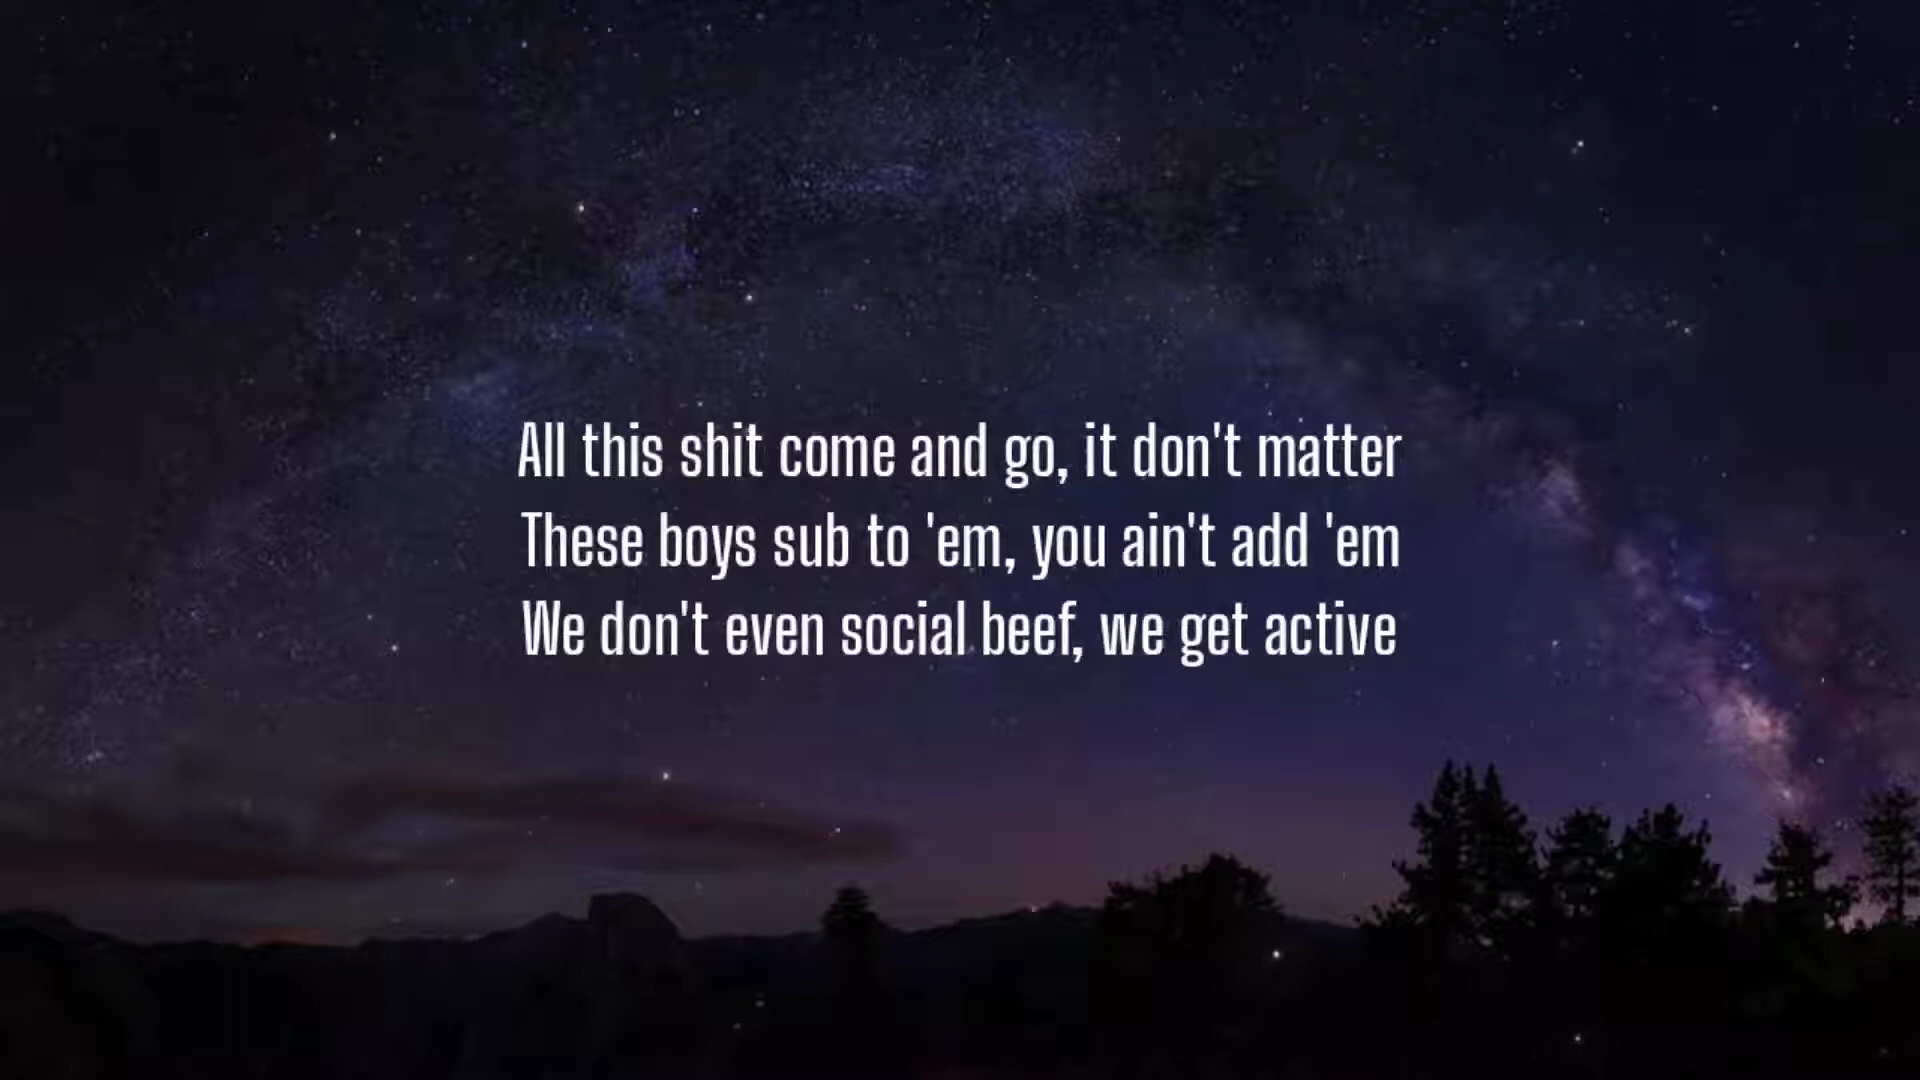 All this shit come and go, it don't matter
These boys sub to 'em, you ain't add 'em
We don't even social beef, we get active